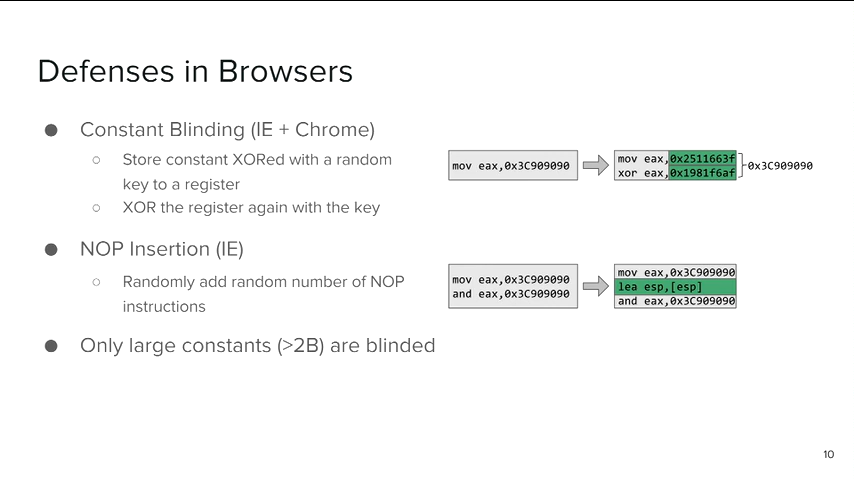 Defenses in Browsers
● Constant Blinding (IE + Chrome)
○ Store constant XORed with a random
key to a register
○ XOR the register again with the key
mov eax,0x3C909090
mov eax,0x2511663f
xor eax,0x1981f6af
0x3C909090
● NOP Insertion (IE)
○ Randomly add random number of NOP
instructions
mov eax,0x3C909090
and eax,0x3C909090
mov eax,0x3C909090
lea esp,[esp]
and eax,0x3C909090
● Only large constants (>2B) are blinded
10